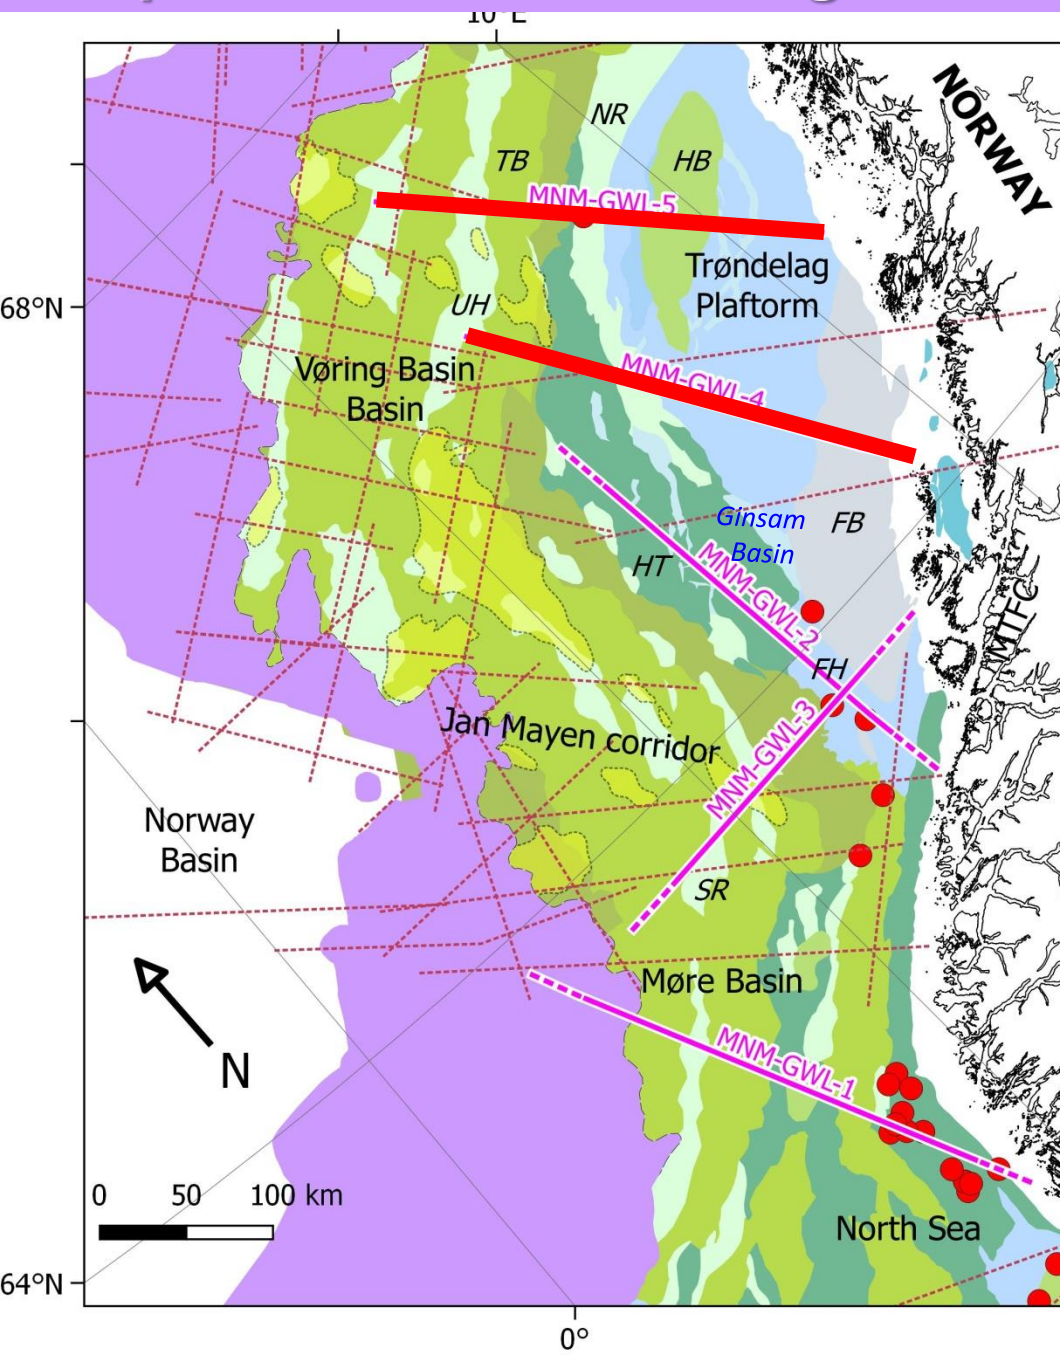 10°E
NORWAY
NR
TB
HB
MNM-GWL-5
Trøndelag
Plaftorm
68°N
UH
Vøring Basin
Basin
MNM-GWL-4
Ginsam
Basin
FB
HT
MNM-GWL-2
MTFC
FH
MNM-GWL-3
Jan Mayen corridor
Norway
Basin
SR
Møre Basin
N
MNM-GWL-1
0 50 100 km
North Sea
64°N
0°